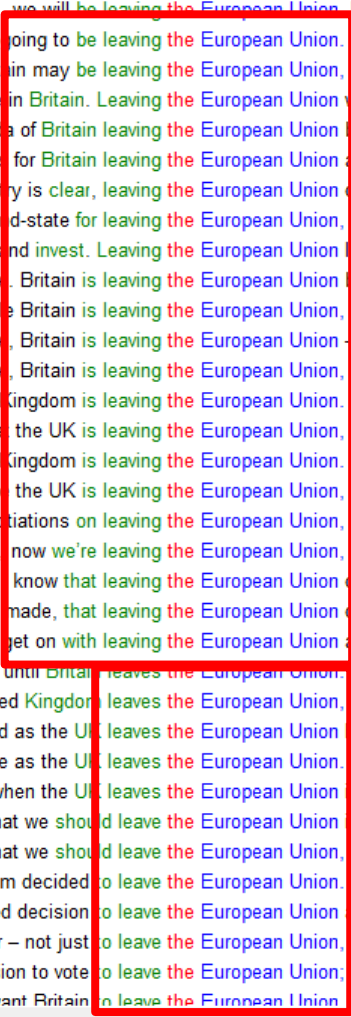 we will be leaving the European Union
going to be leaving the European Union.
may be leaving the European Union,
in Britain. Leaving the European Union
of Britain leaving the European Union
for Britain leaving the European Union
is clear, leaving the European Union
d-state for leaving the European Union,
nd invest. Leaving the European Union
. Britain is leaving the European Union
Britain is leaving the European Union,
, Britain is leaving the European Union -
, Britain is leaving the European Union,
Kingdom is leaving the European Union.
the UK is leaving the European Union,
Kingdom is leaving the European Union.
the UK is leaving the European Union,
tiations on leaving the European Union,
now we're leaving the European Union,
know that leaving the European Union
made, that leaving the European Union
get on with leaving the European Union
until Britain leaves the European Union.
ed Kingdom leaves the European Union,
d as the UK leaves the European Union
e as the UK leaves the European Union.
when the UK leaves the European Union
hat we should leave the European Union
hat we should leave the European Union,
m decided to leave the European Union.
ed decision to leave the European Union
– not just to leave the European Union,
ion to vote to leave the European Union;
ant Britain to leave the European Union